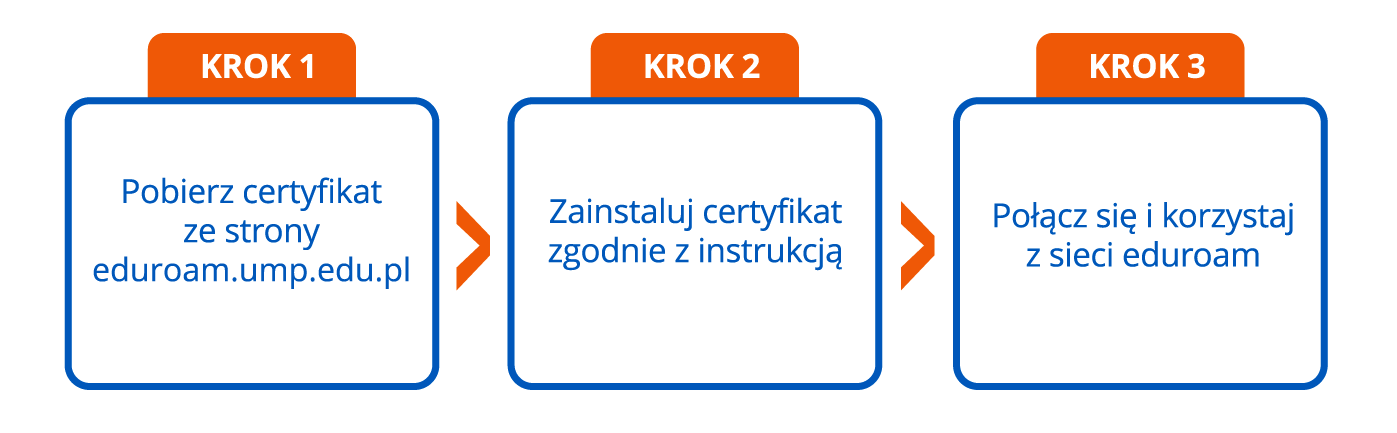 KROK 1
Pobierz certyfikat
ze strony
eduroam.ump.edu.pl
KROK 2
Zainstaluj certyfikat
zgodnie z instrukcją
KROK 3
Połącz się i korzystaj
z sieci eduroam